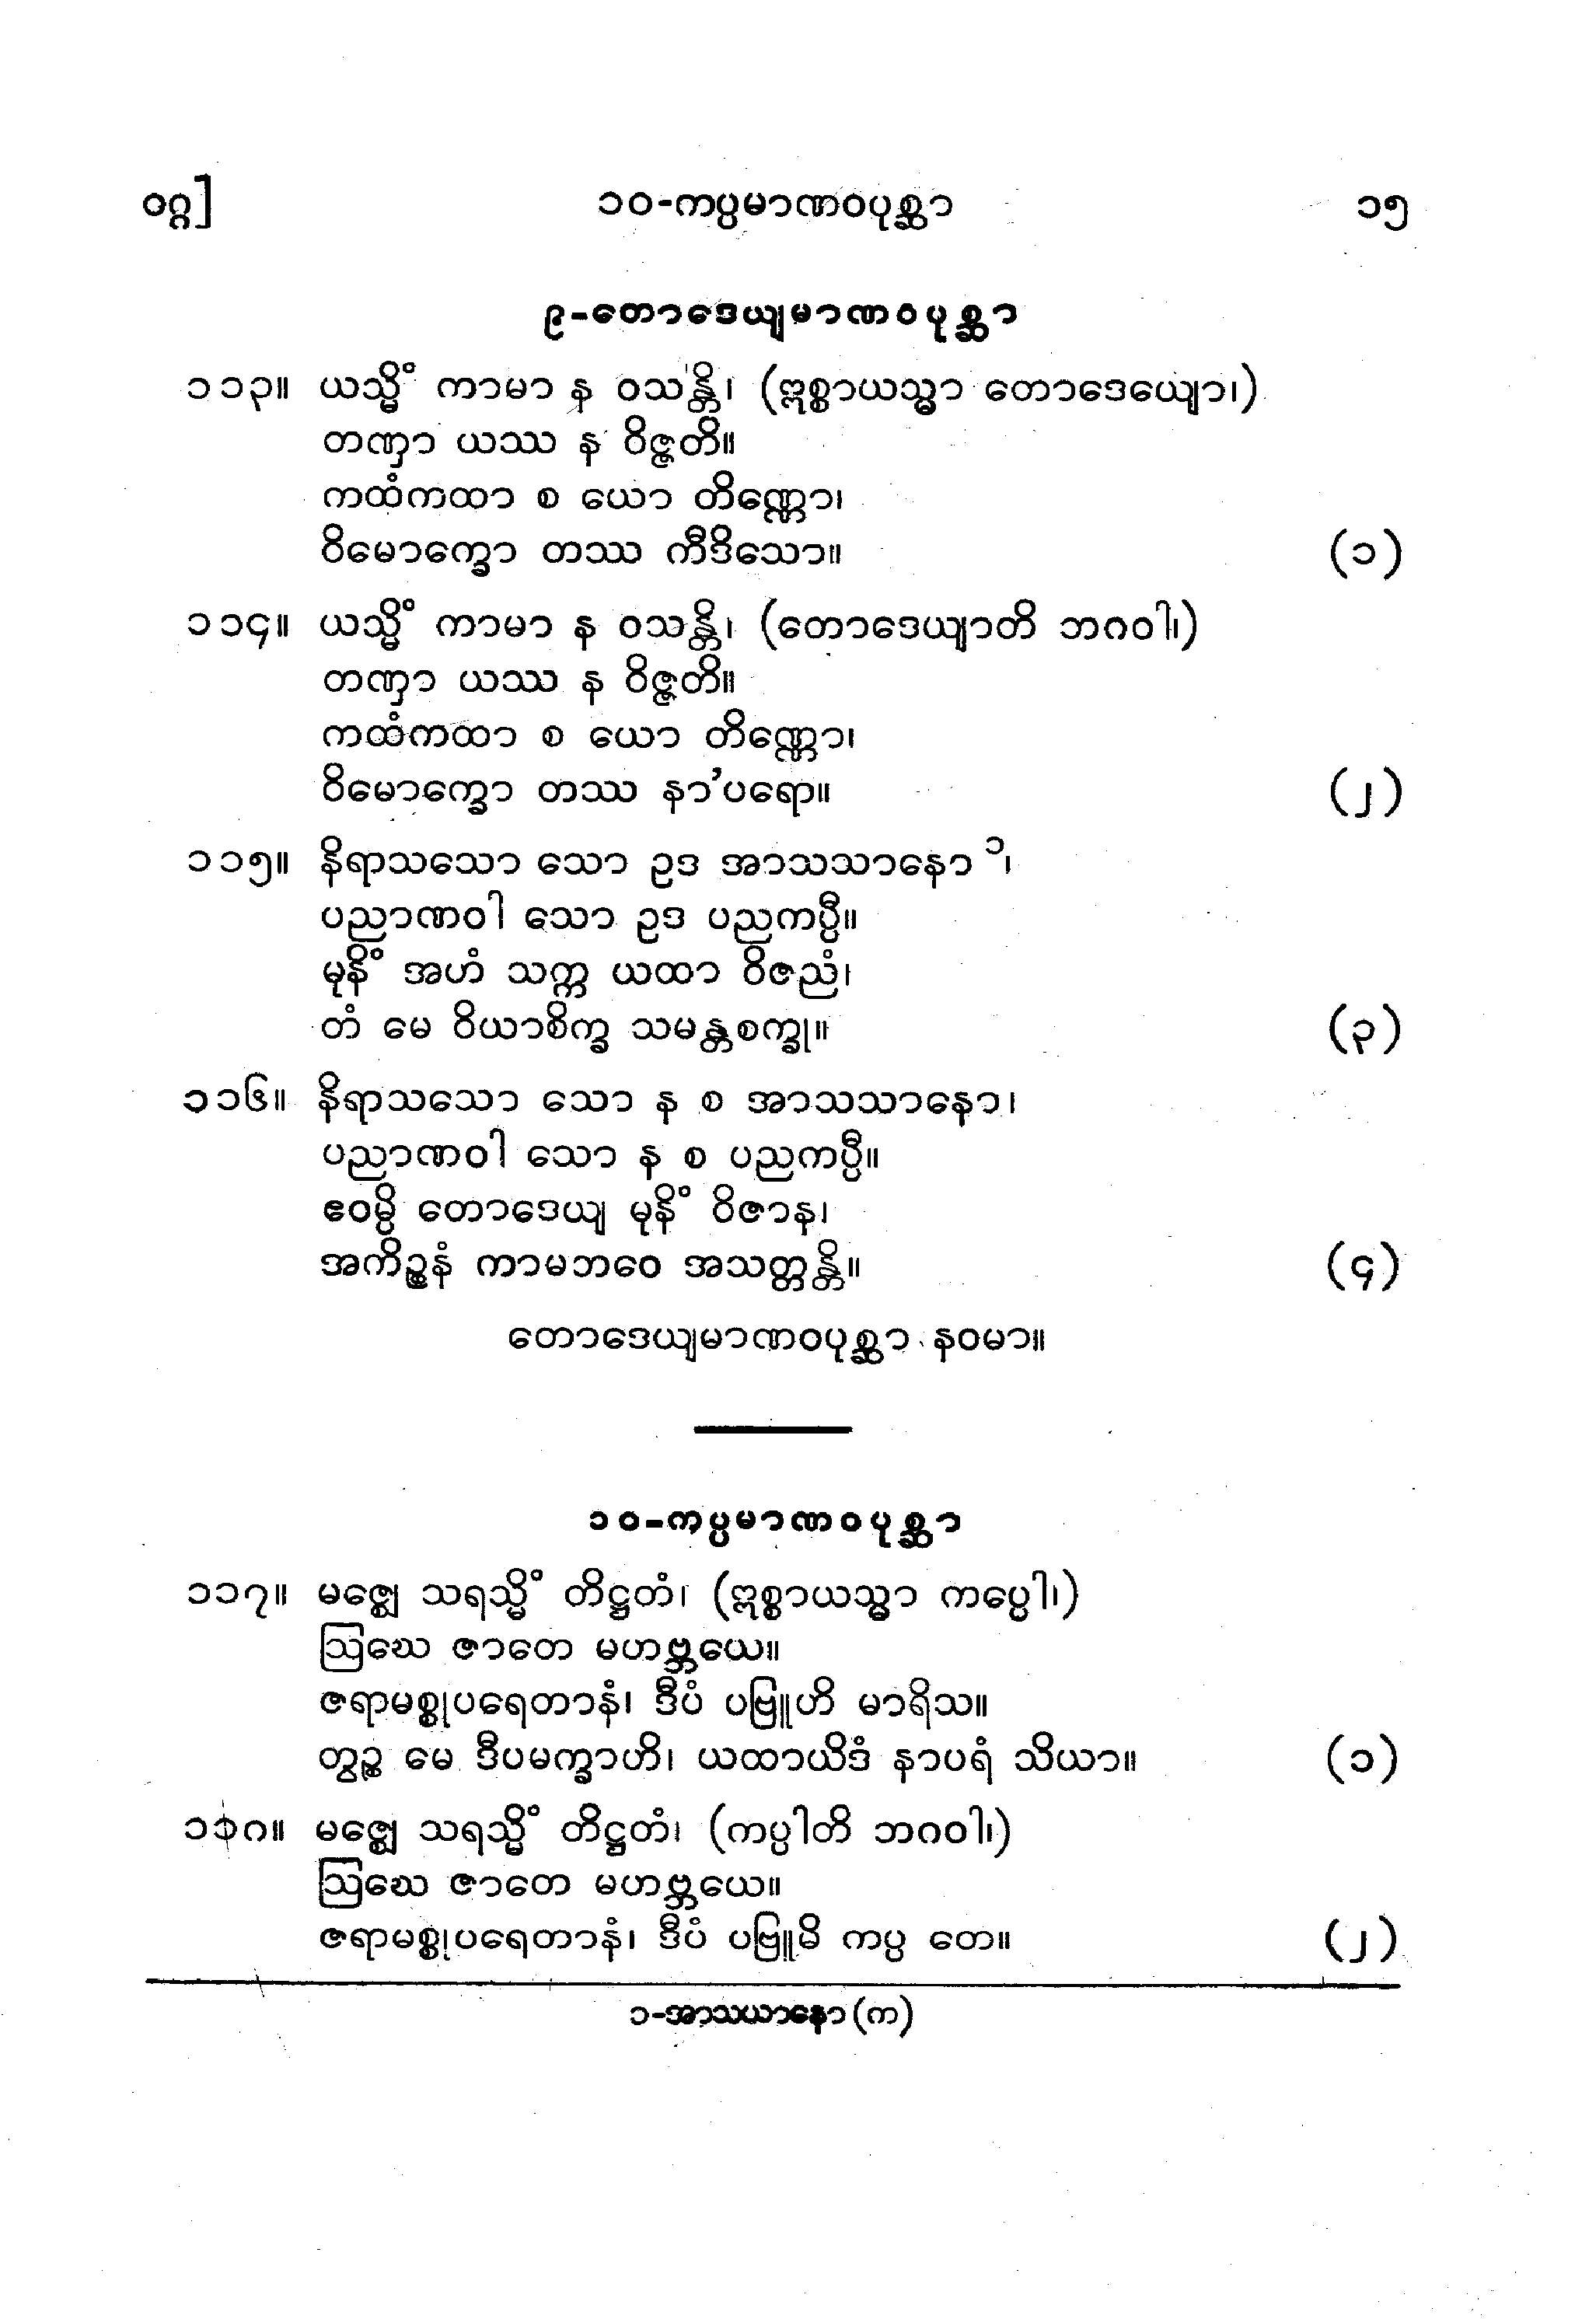 ဝဂ္ဂ]
၁၀-ကပ္ပမာဏဝပုစ္ဆာ
၁၅
၉-တောဒေယျမာဏဝပုစ္ဆာ
၁၁၃။ ယသ္မိံ ကာမာ န ဝသန္တိ၊ (ဣစ္စာယသ္မာ တောဒေယျော၊)
တဏှာ ယဿ န ဝိဇ္ဇတိ။
ကထံကထာ စ ယော တိဏ္ဏော၊
ဝိမောက္ခော တဿ ကီဒိသော။ (၁)
၁၁၄။ ယသ္မိံ ကာမာ န ဝသန္တိ၊ (တောဒေယျာတိ ဘဂဝါ၊)
တဏှာ ယဿ န ဝိဇ္ဇတိ။
ကထံကထာ စ ယော တိဏ္ဏော၊
ဝိမောက္ခော တဿ နာ’ပရော။ (၂)
၁၁၅။ နိရာသသော သော ဥဒ အာသသာနော ၁၊
ပညာဏဝါ သော ဥဒ ပညကပ္ပီ။
မုနိံ အဟံ သက္က ယထာ ဝိဇညံ၊
တံ မေ ဝိယာစိက္ခ သမန္တစက္ခု။ (၃)
၁၁၆။ နိရာသသော သော န စ အာသသာနော၊
ပညာဏဝါ သော န စ ပညကပ္ပီ။
ဧဝမ္ပိ တောဒေယျ မုနိံ ဝိဇာန၊
အကိဉ္စနံ ကာမဘဝေ အသတ္တန္တိ။ (၄)
တောဒေယျမာဏဝပုစ္ဆာ နဝမာ။
၁၀-ကပ္ပမာဏဝပုစ္ဆာ
၁၁၇။ မဇ္ဈေ သရသ္မိံ တိဋ္ဌတံ၊ (ဣစ္စာယသ္မာ ကပ္ပေါ၊)
ဩဃေ ဇာတေ မဟဗ္ဘယေ။
ဇရာမစ္စုပရေတာနံ၊ ဒီပံ ပဗြူဟိ မာရိသ။
တွဉ္စ မေ ဒီပမက္ခာဟိ၊ ယထာယိဒံ နာပရံ သိယာ။ (၁)
၁၁၈။ မဇ္ဈေ သရသ္မိံ တိဋ္ဌတံ၊ (ကပ္ပါတိ ဘဂဝါ၊)
ဩဃေ ဇာတေ မဟဗ္ဘယေ။
ဇရာမစ္စုပရေတာနံ၊ ဒီပံ ပဗြူမိ ကပ္ပ တေ။ (၂)
၁-အာသယာနော (က)